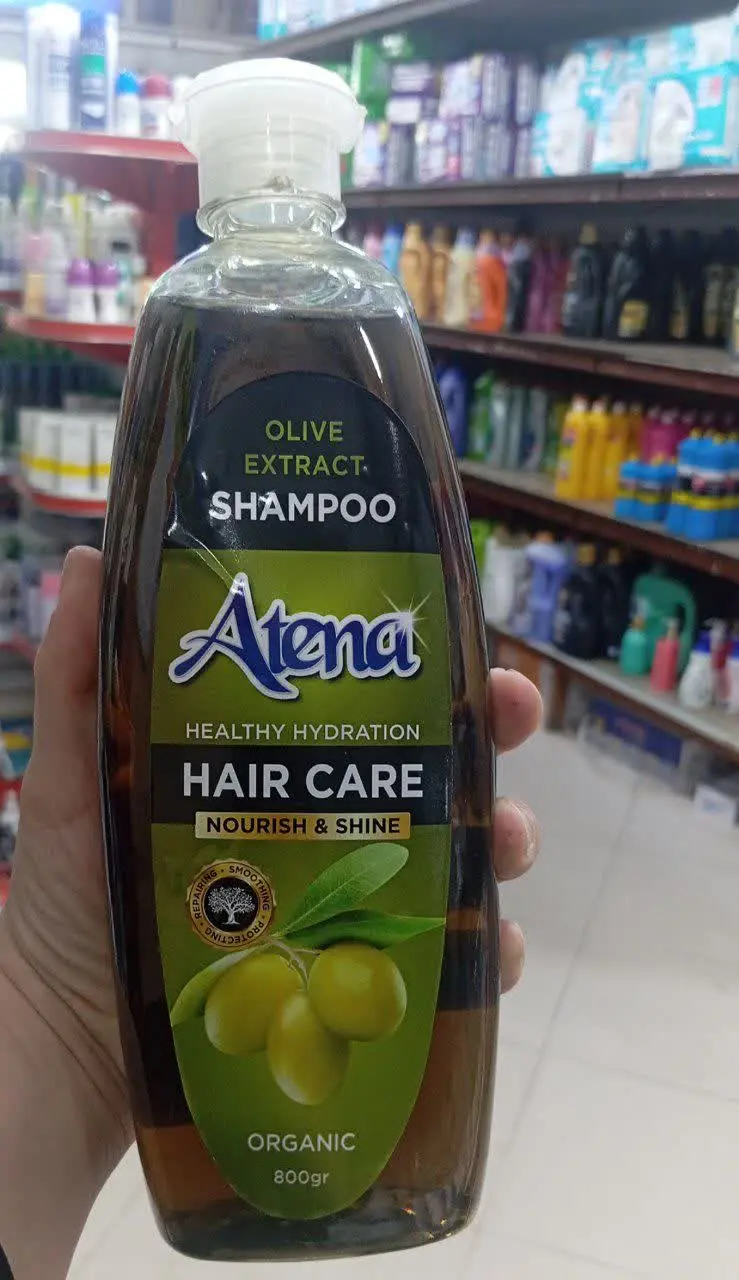 OLIVE
EXTRACT
SHAMPOO
Atena
HEALTHY HYDRATION
HAIR CARE
NOURISH & SHINE
REPAIRING • SMOOTHING • PROTECTING •
ORGANIC
800gr